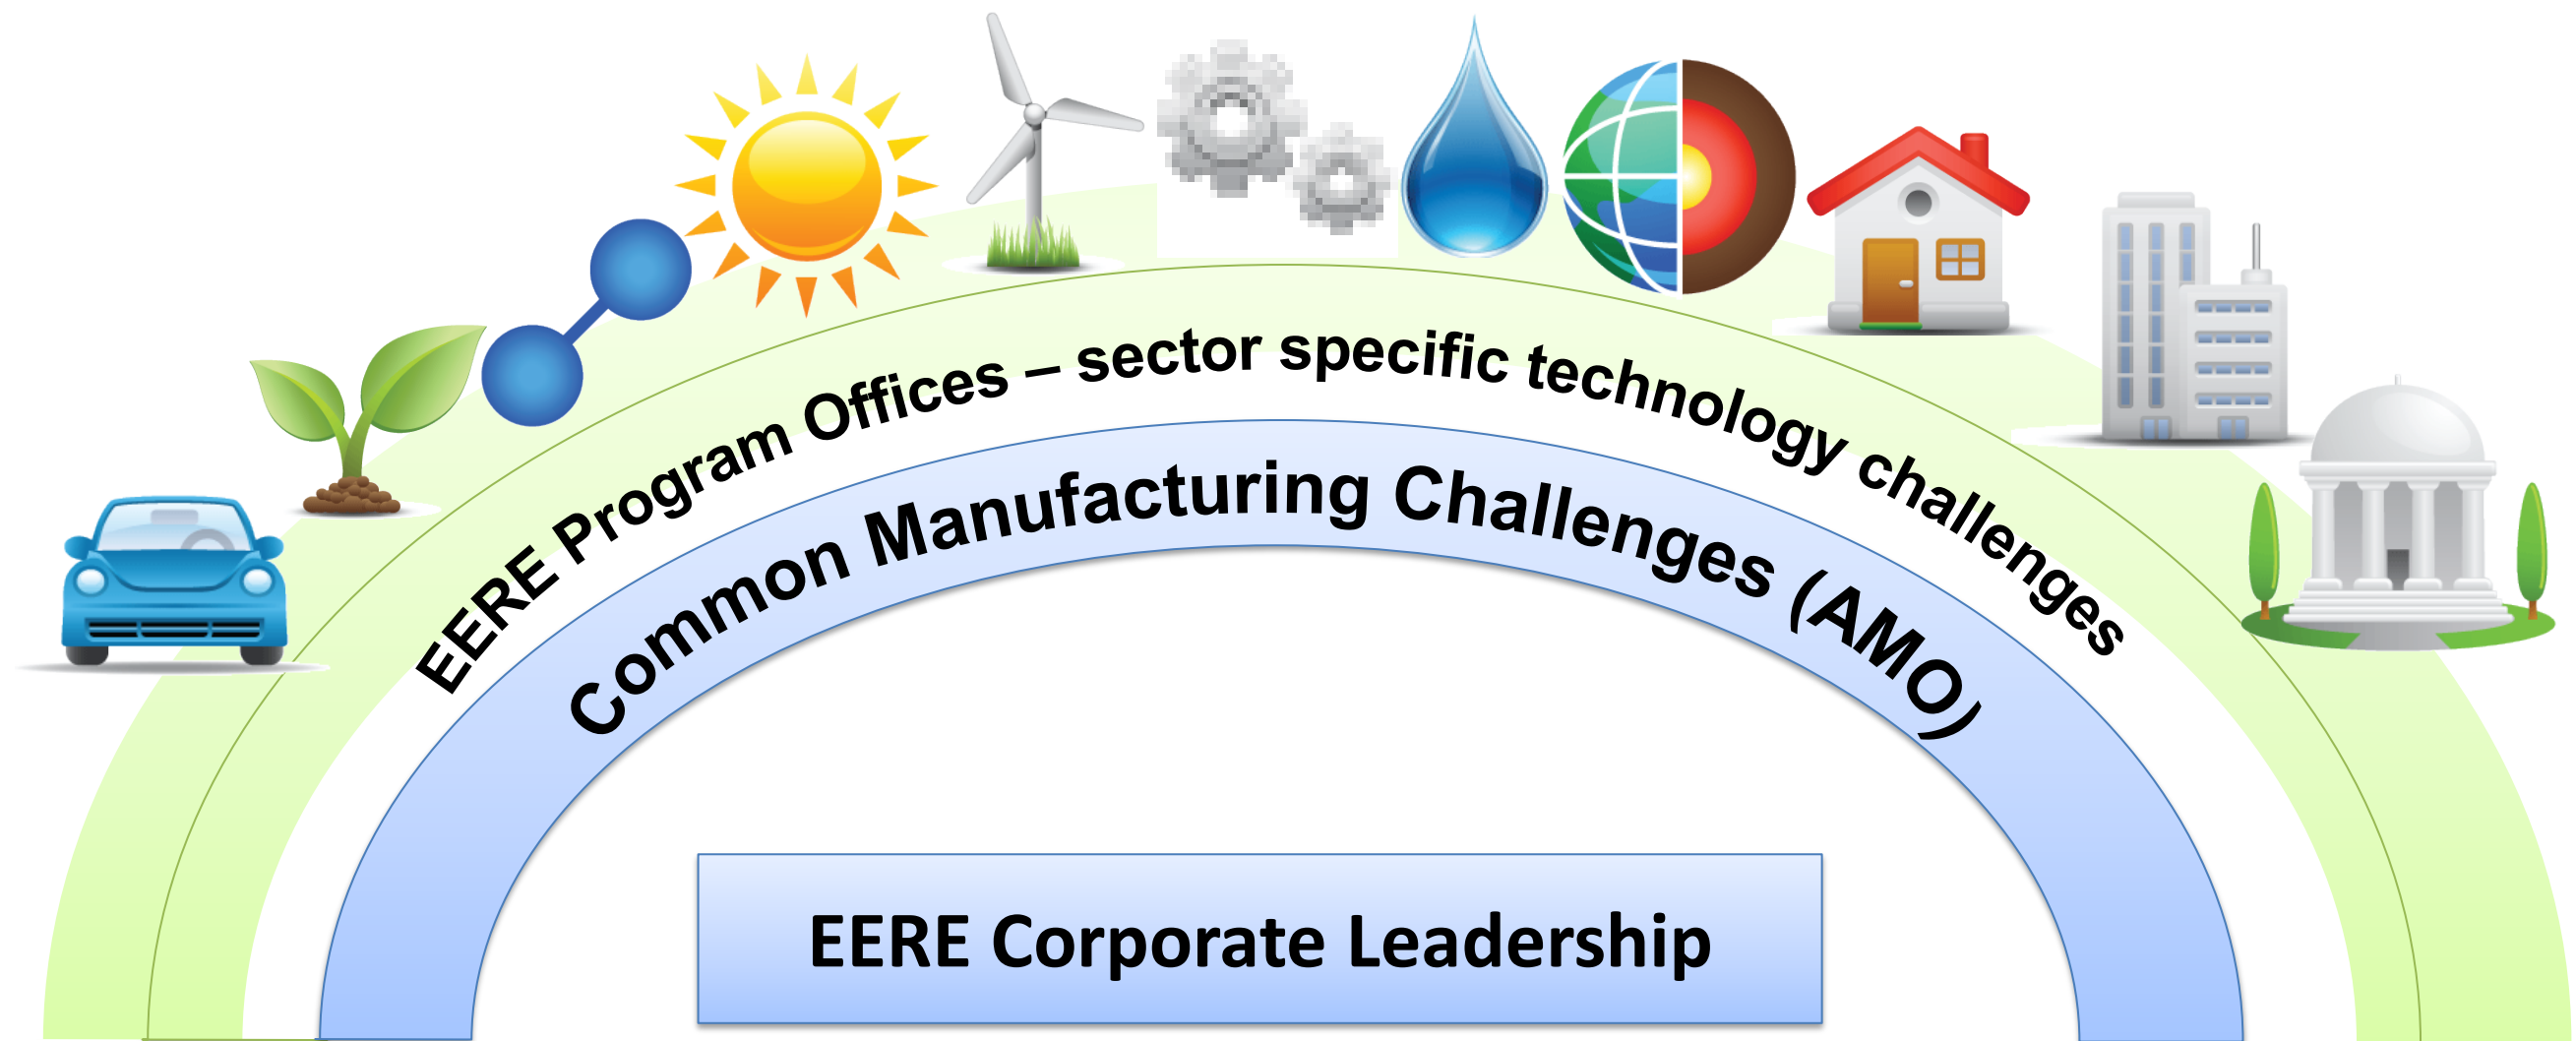 EERE Program Offices – sector specific technology challenges
Common Manufacturing Challenges (AMO)
EERE Corporate Leadership